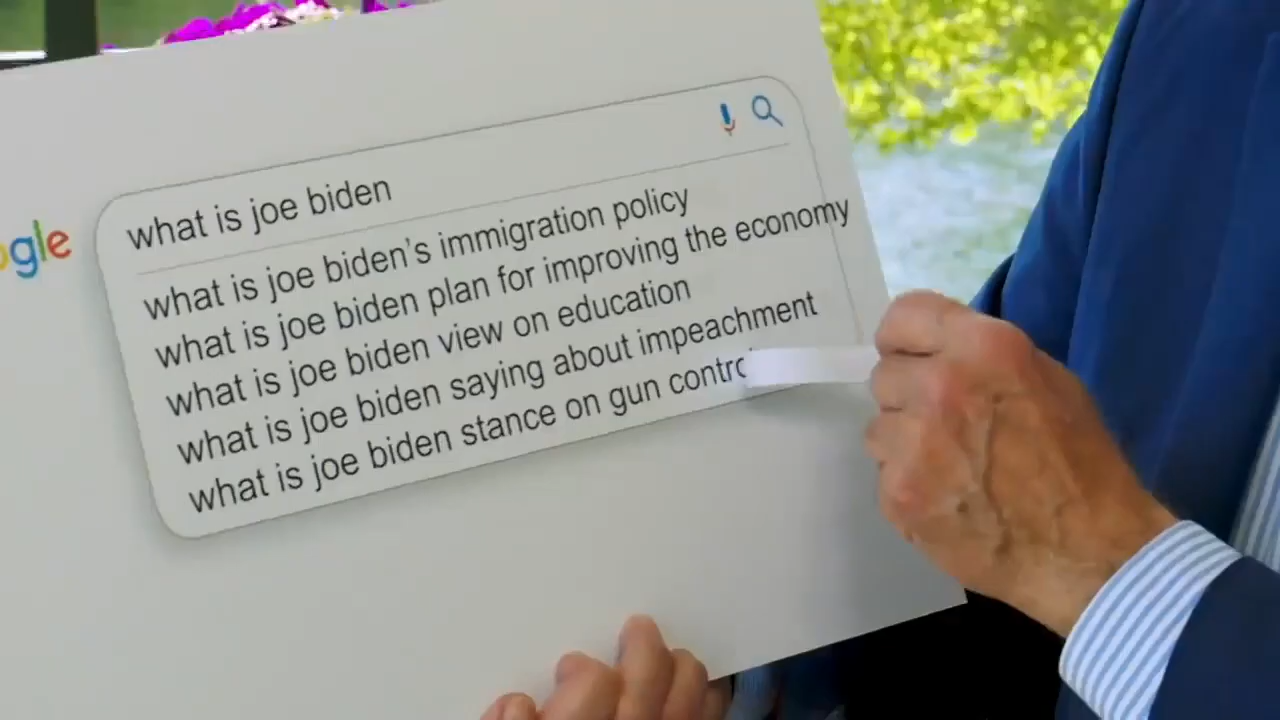 ogle
what is joe biden
what is joe biden's immigration policy
what is joe biden plan for improving the economy
what is joe biden view on education
what is joe biden saying about impeachment
what is joe biden stance on gun contro